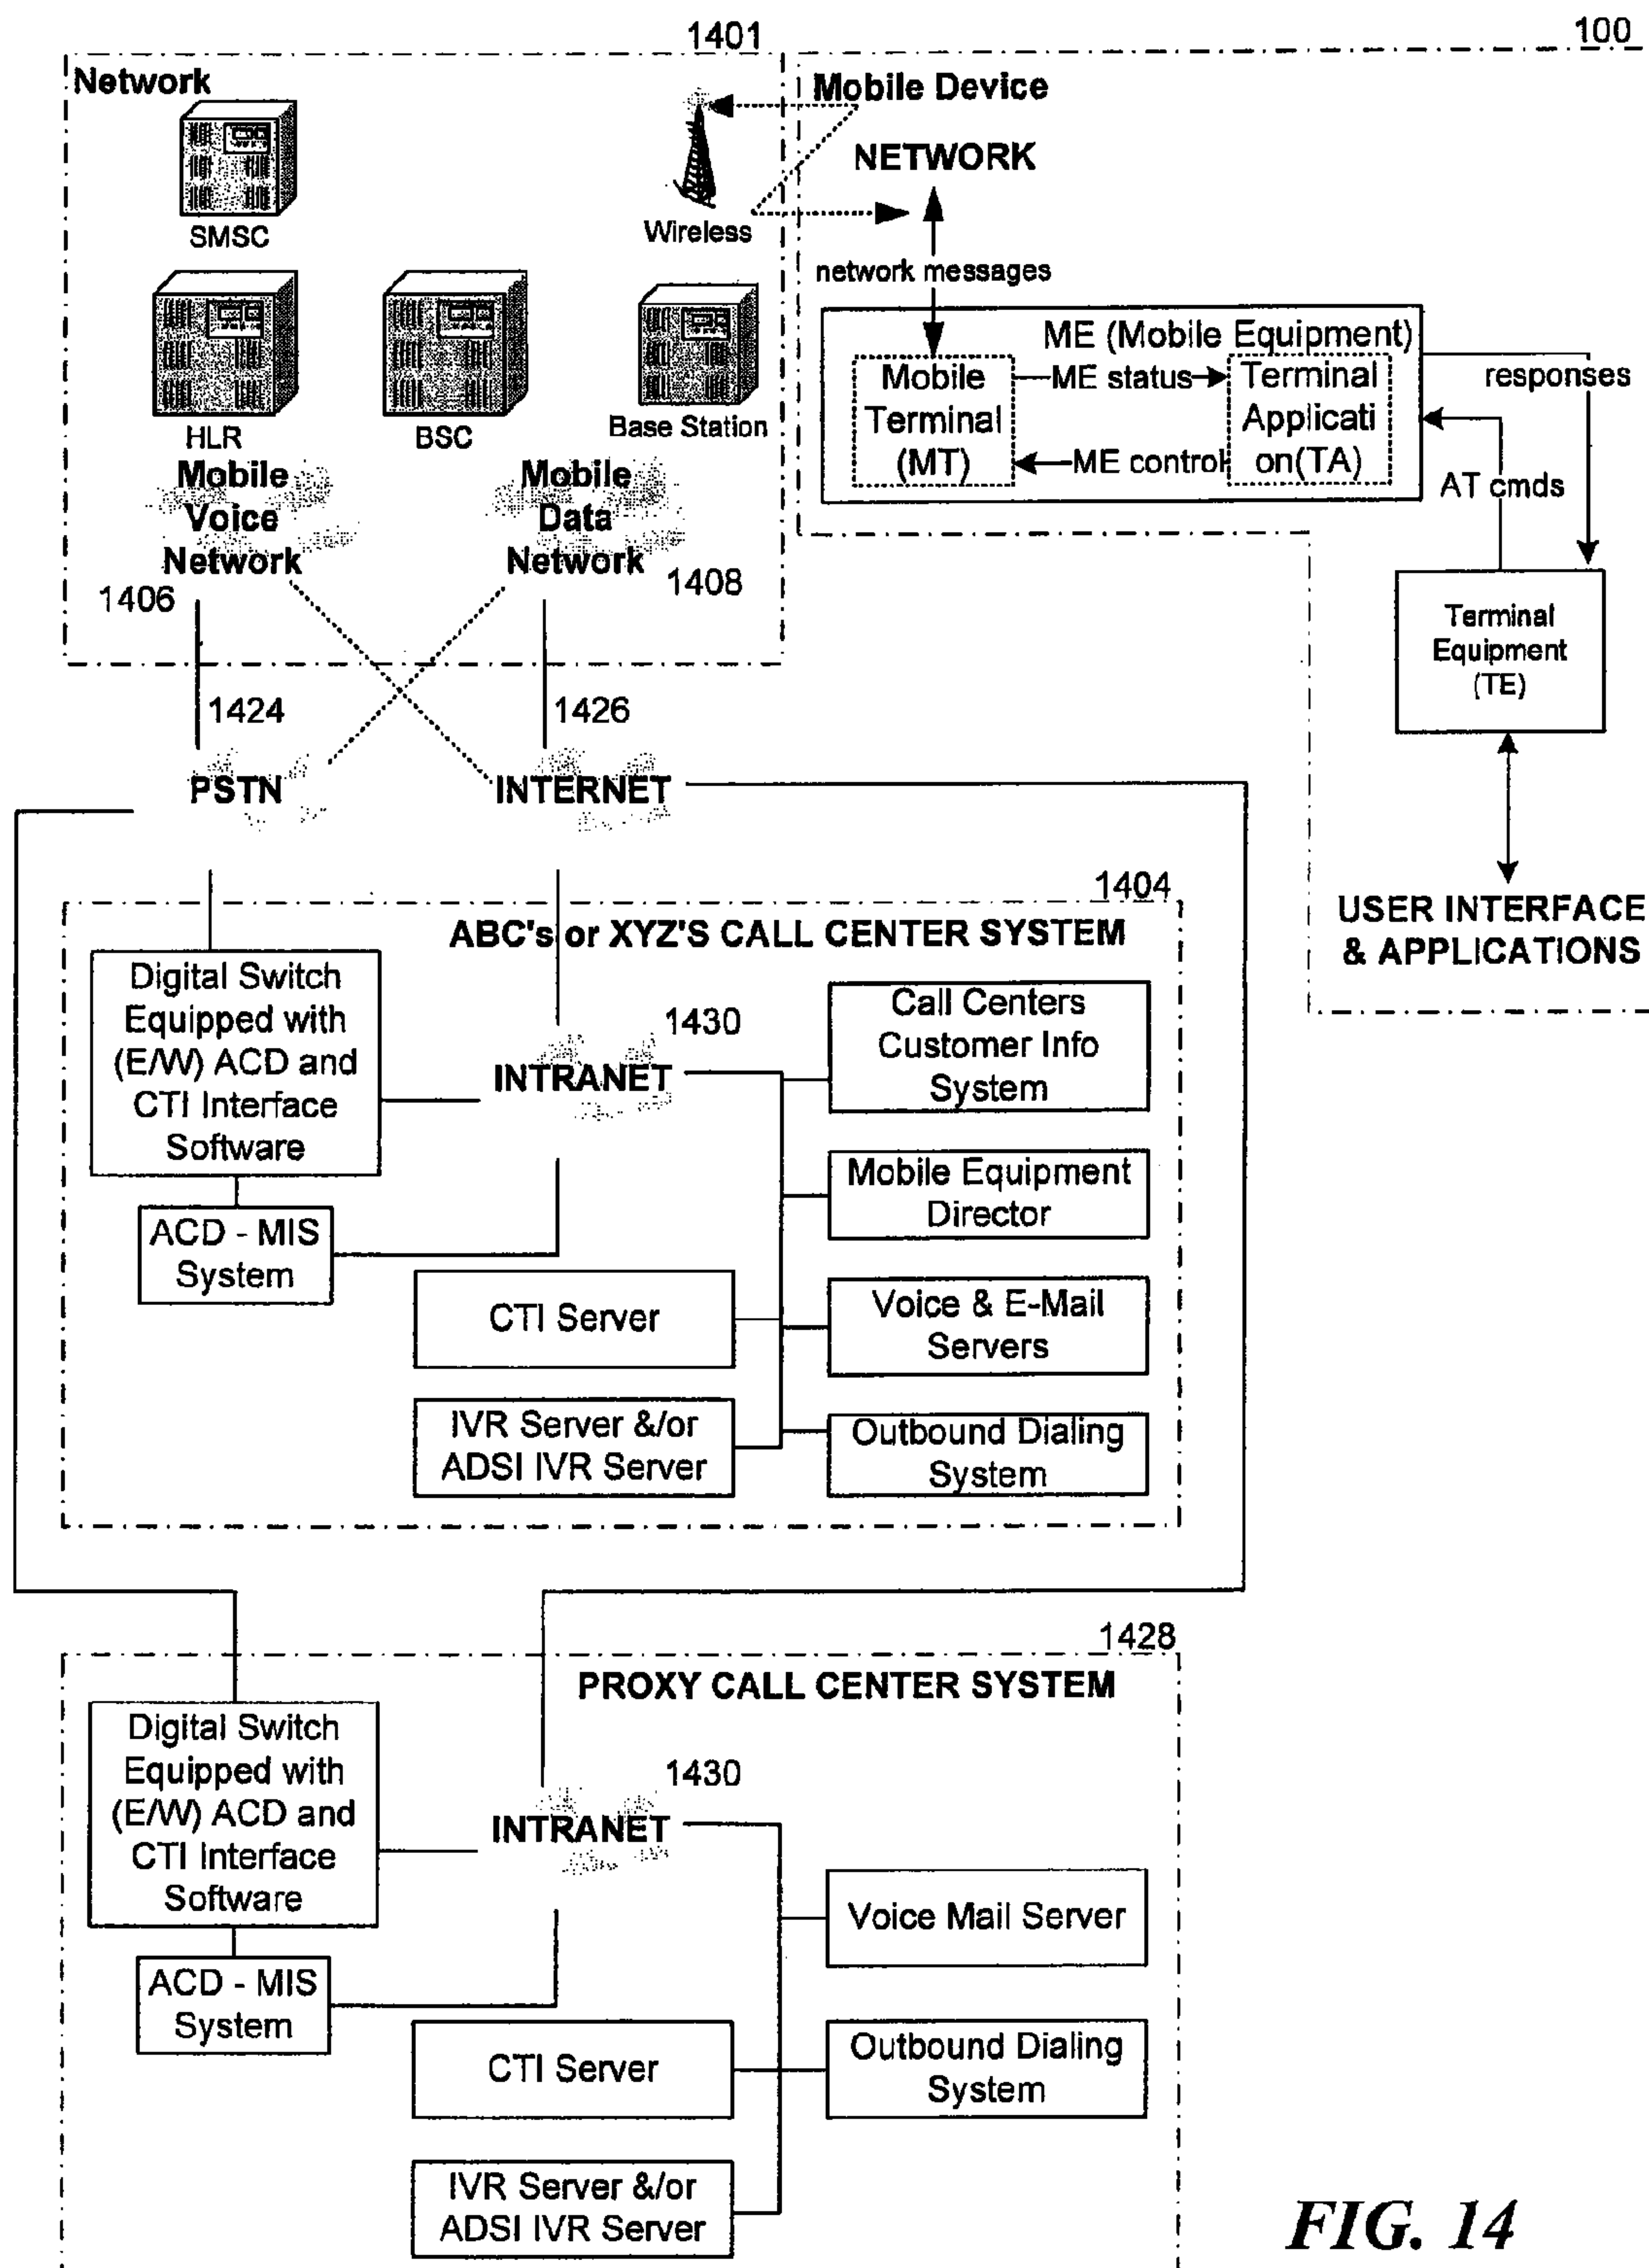 1401
100
Network
Mobile Device
NETWORK
SMSC
Wireless
network messages
ME (Mobile Equipment)
Mobile
Terminal
(MT)
ME status
ME control
Terminal
Applicati
on(TA)
responses
AT cmds
HLR
BSC
Base Station
Mobile
Voice
Network
Mobile
Data
Network
1406
1408
Terminal
Equipment
(TE)
1424
1426
PSTN
INTERNET
USER INTERFACE
& APPLICATIONS
1404
ABC's or XYZ'S CALL CENTER SYSTEM
Digital Switch
Equipped with
(E/W) ACD and
CTI Interface
Software
1430
INTRANET
Call Centers
Customer Info
System
Mobile Equipment
Director
ACD - MIS
System
CTI Server
Voice & E-Mail
Servers
IVR Server &/or
ADSI IVR Server
Outbound Dialing
System
1428
PROXY CALL CENTER SYSTEM
Digital Switch
Equipped with
(E/W) ACD and
CTI Interface
Software
1430
INTRANET
Voice Mail Server
ACD - MIS
System
CTI Server
Outbound Dialing
System
IVR Server &/or
ADSI IVR Server
FIG. 14